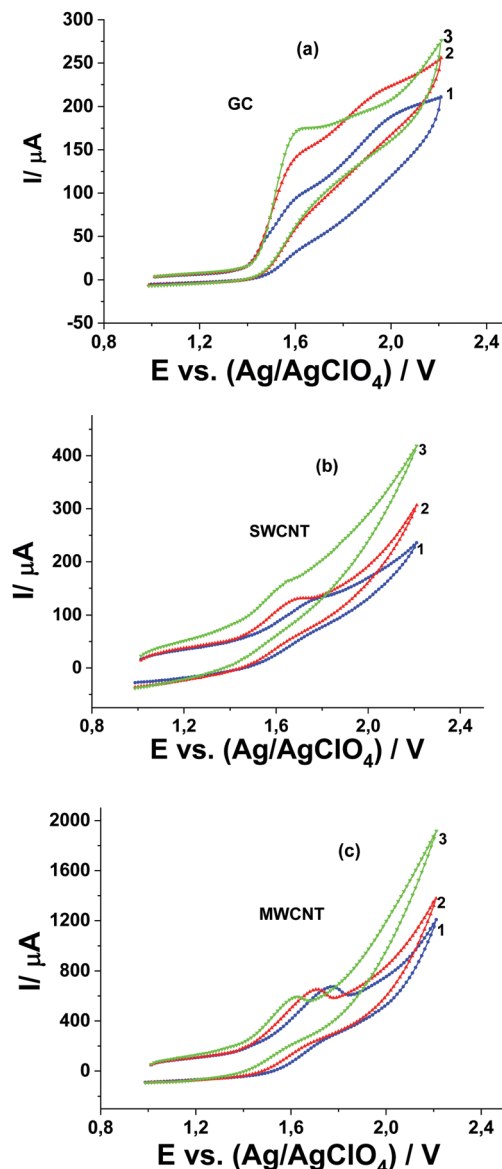 300
(a)
3
2
250
GC
1
200
150
100
50
0
-50
I/ μA
0,8 1,2 1,6 2,0 2,4
E vs. (Ag/AgClO₄) / V
(b)
3
400
SWCNT
2
300
1
200
100
0
I/ μA
0,8 1,2 1,6 2,0 2,4
E vs. (Ag/AgClO₄) / V
2000
(c)
3
1600
MWCNT
2
1200
1
800
400
0
I/ μA
0,8 1,2 1,6 2,0 2,4
E vs. (Ag/AgClO₄) / V